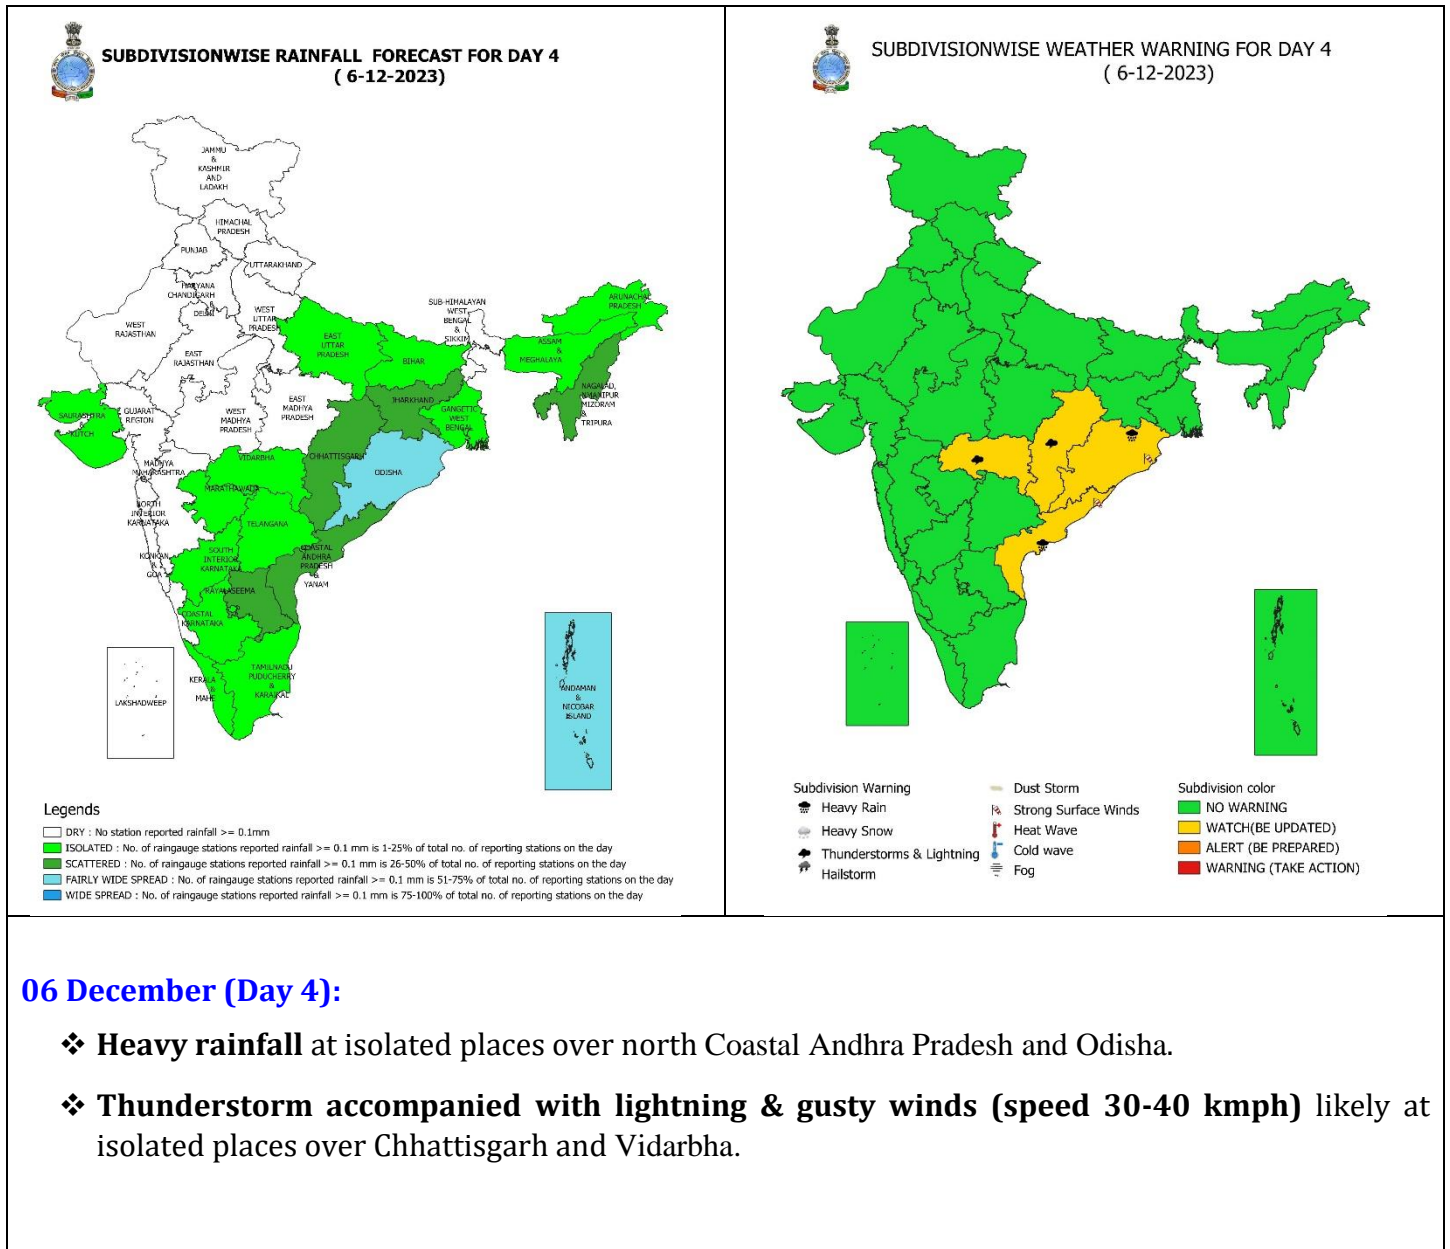 SUBDIVISIONWISE RAINFALL FORECAST FOR DAY 4
( 6-12-2023)
JAMMU
&
KASHMIR
AND
LADAKH
HIMACHAL
PRADESH
PUNJAB
UTTARAKHAND
HARYANA
CHANDIGARH
&
DELHI
WEST
UTTAR
PRADESH
WEST
RAJASTHAN
EAST
RAJASTHAN
EAST
UTTAR
PRADESH
BIHAR
SUB-HIMALAYAN
WEST
BENGAL
&
SIKKIM
ARUNACHAL
PRADESH
ASSAM
&
MEGHALAYA
NAGALAD,
MANIPUR
MIZORAM
&
TRIPURA
JHARKHAND
GANGETIC
WEST
BENGAL
SAURASHTRA
&
KUTCH
GUJARAT
REGION
WEST
MADHYA
PRADESH
EAST
MADHYA
PRADESH
CHHATTISGARH
ODISHA
VIDARBHA
MADHYA
MAHARASHTRA
MARATHAWADA
NORTH
INTERIOR
KARNATAKA
TELANGANA
KONKAN
&
GOA
SOUTH
INTERIOR
KARNATAKA
COASTAL
ANDHRA
PRADESH
&
YANAM
RAYALASEEMA
COASTAL
KARNATAKA
KERALA
&
MAHE
TAMILNADU
PUDUCHERRY
&
KARAIKAL
LAKSHADWEEP
ANDAMAN
&
NICOBAR
ISLAND
Legends
DRY : No station reported rainfall >= 0.1mm
ISOLATED : No. of raingauge stations reported rainfall >= 0.1 mm is 1-25% of total no. of reporting stations on the day
SCATTERED : No. of raingauge stations reported rainfall >= 0.1 mm is 26-50% of total no. of reporting stations on the day
FAIRLY WIDE SPREAD : No. of raingauge stations reported rainfall >= 0.1 mm is 51-75% of total no. of reporting stations on the day
WIDE SPREAD : No. of raingauge stations reported rainfall >= 0.1 mm is 75-100% of total no. of reporting stations on the day
SUBDIVISIONWISE WEATHER WARNING FOR DAY 4
( 6-12-2023)
Subdivision Warning
Heavy Rain
Heavy Snow
Thunderstorms & Lightning
Hailstorm
Dust Storm
Strong Surface Winds
Heat Wave
Cold wave
Fog
Subdivision color
NO WARNING
WATCH(BE UPDATED)
ALERT (BE PREPARED)
WARNING (TAKE ACTION)
06 December (Day 4):
❖ Heavy rainfall at isolated places over north Coastal Andhra Pradesh and Odisha.
❖ Thunderstorm accompanied with lightning & gusty winds (speed 30-40 kmph) likely at
isolated places over Chhattisgarh and Vidarbha.